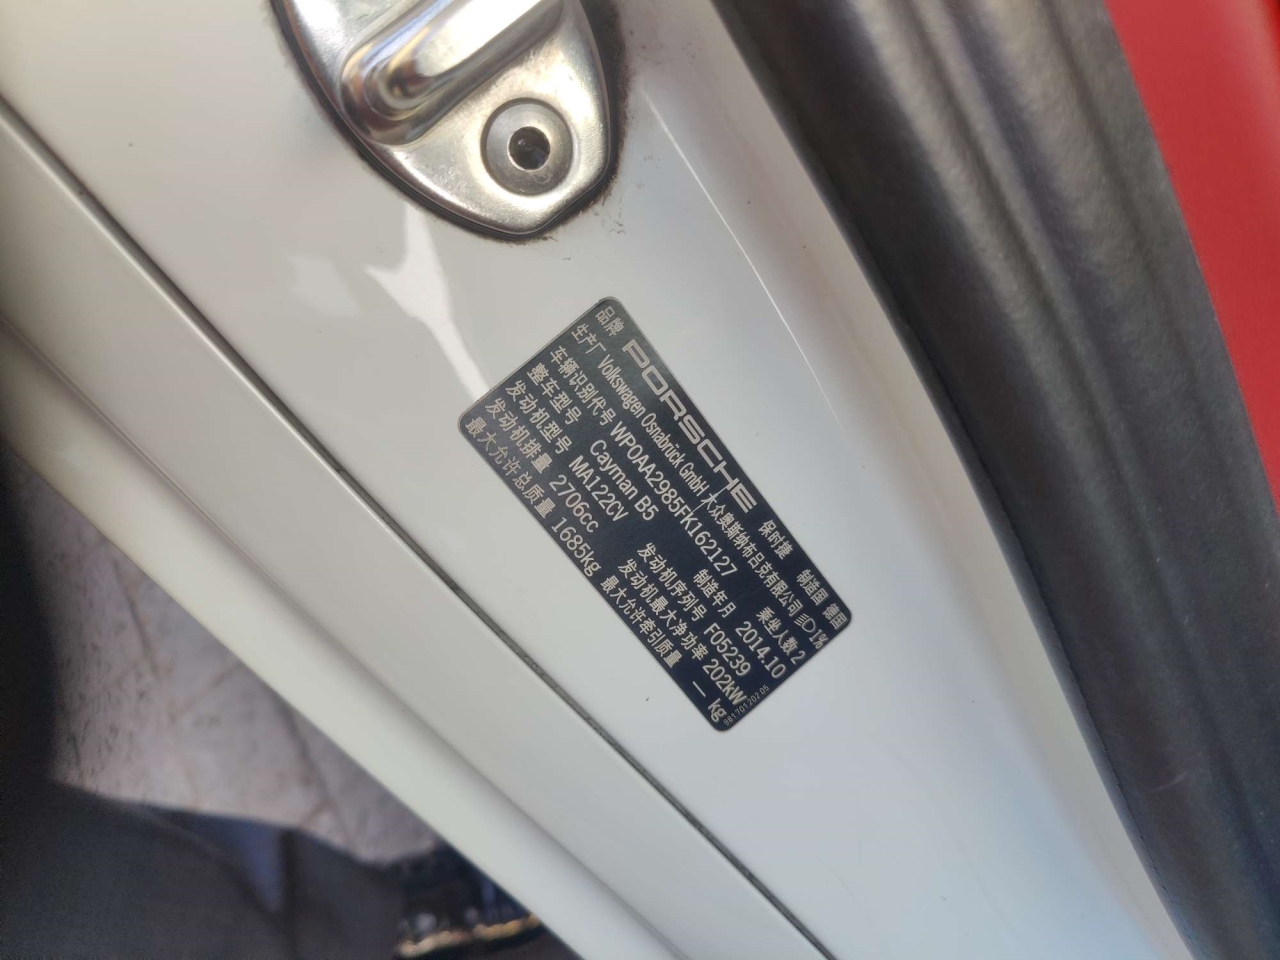 品牌 PORSCHE 保时捷 制造国 德国
生产厂 Volkswagen Osnabrück GmbH 大众奥斯纳布吕克有限公司 1%
车辆识别代号 WP0AA2985FK162127 乘坐人数 2
整车型号 Cayman B5 制造年月 2014.10
发动机型号 MA122CV 发动机序列号 F05239
发动机排量 2706cc 发动机最大净功率 202kW
最大允许总质量 1685kg 最大允许牵引质量 — kg
981 701 202 05